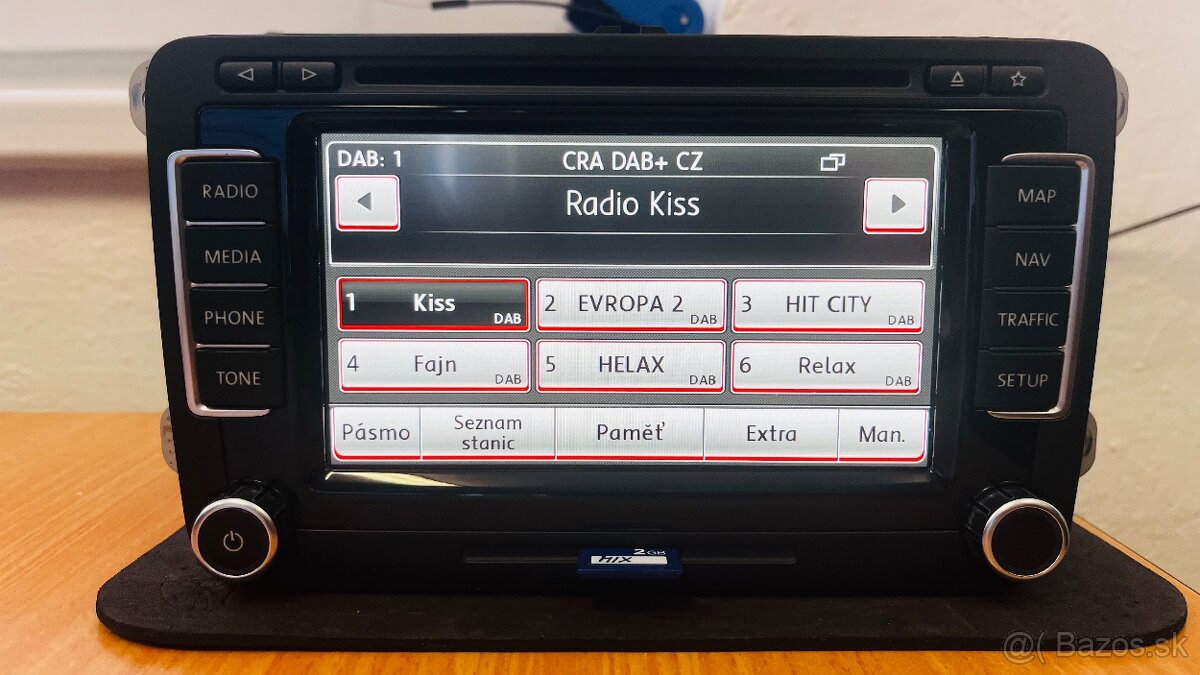 RADIO
MEDIA
PHONE
TONE
DAB: 1
CRA DAB+ CZ
Radio Kiss
1 Kiss DAB
2 EVROPA 2 DAB
3 HIT CITY DAB
4 Fajn DAB
5 HELAX DAB
6 Relax DAB
Pásmo
Seznam
stanic
Paměť
Extra
Man.
MAP
NAV
TRAFFIC
SETUP
2GB
MIX
@( Bazos.sk